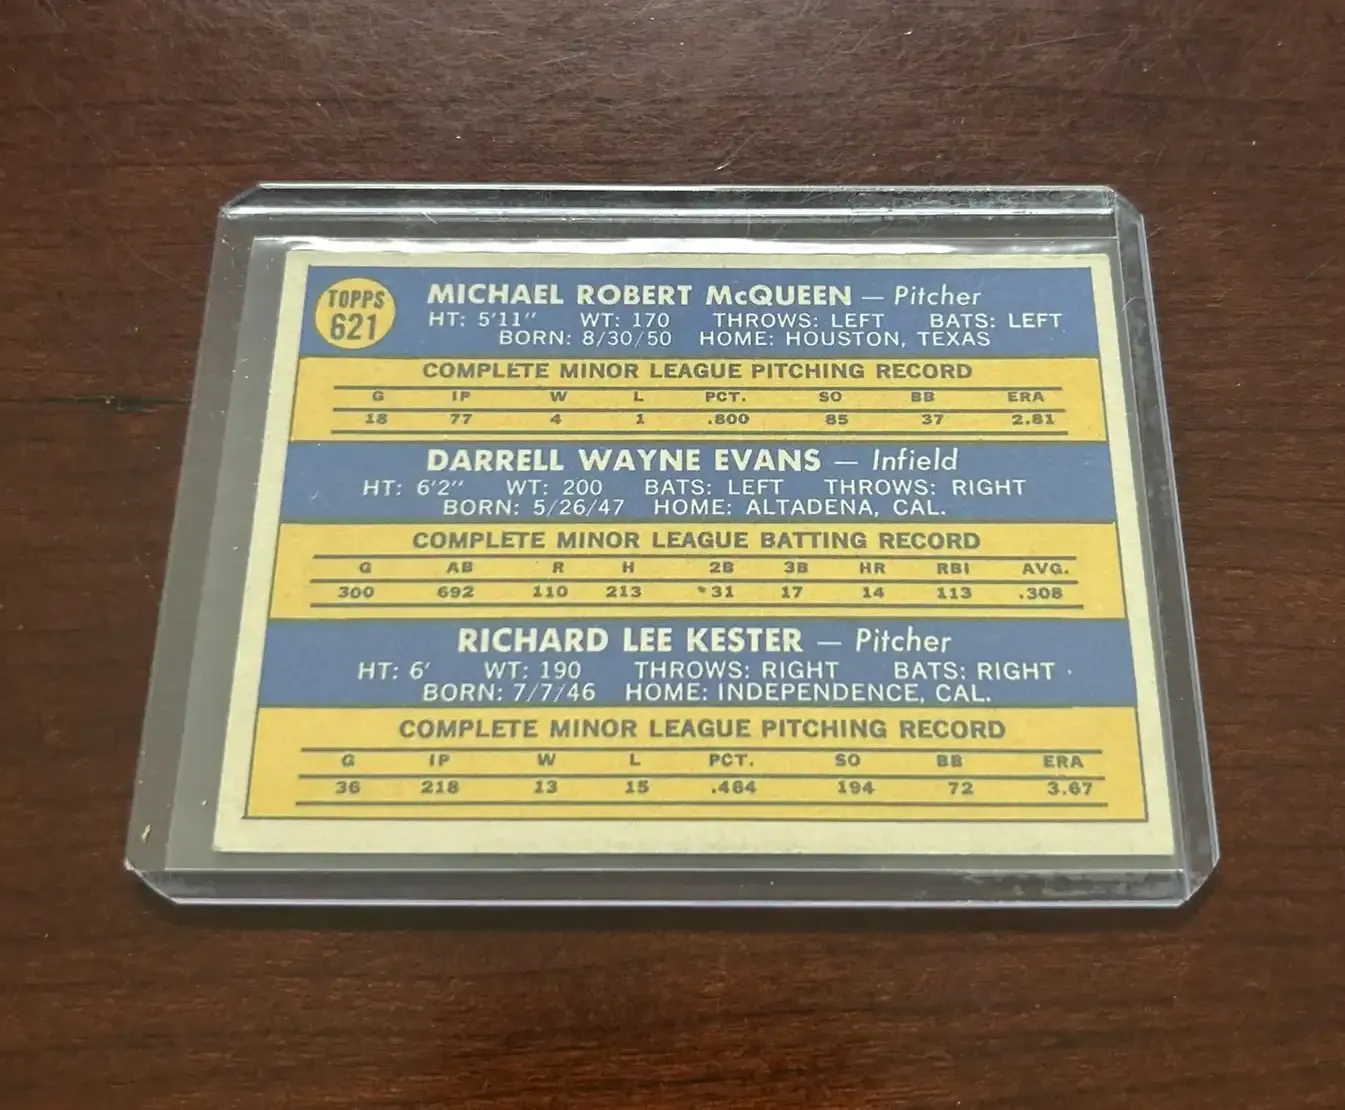 TOPPS
621
MICHAEL ROBERT McQUEEN — Pitcher
HT: 5'11" WT: 170 THROWS: LEFT BATS: LEFT
BORN: 8/30/50 HOME: HOUSTON, TEXAS
COMPLETE MINOR LEAGUE PITCHING RECORD
G IP W L PCT. SO BB ERA
18 77 4 1 .800 85 37 2.81
DARRELL WAYNE EVANS — Infield
HT: 6'2" WT: 200 BATS: LEFT THROWS: RIGHT
BORN: 5/26/47 HOME: ALTADENA, CAL.
COMPLETE MINOR LEAGUE BATTING RECORD
G AB R H 2B 3B HR RBI AVG.
300 692 110 213 31 17 14 113 .308
RICHARD LEE KESTER — Pitcher
HT: 6' WT: 190 THROWS: RIGHT BATS: RIGHT
BORN: 7/7/46 HOME: INDEPENDENCE, CAL.
COMPLETE MINOR LEAGUE PITCHING RECORD
G IP W L PCT. SO BB ERA
36 218 13 15 .464 194 72 3.67